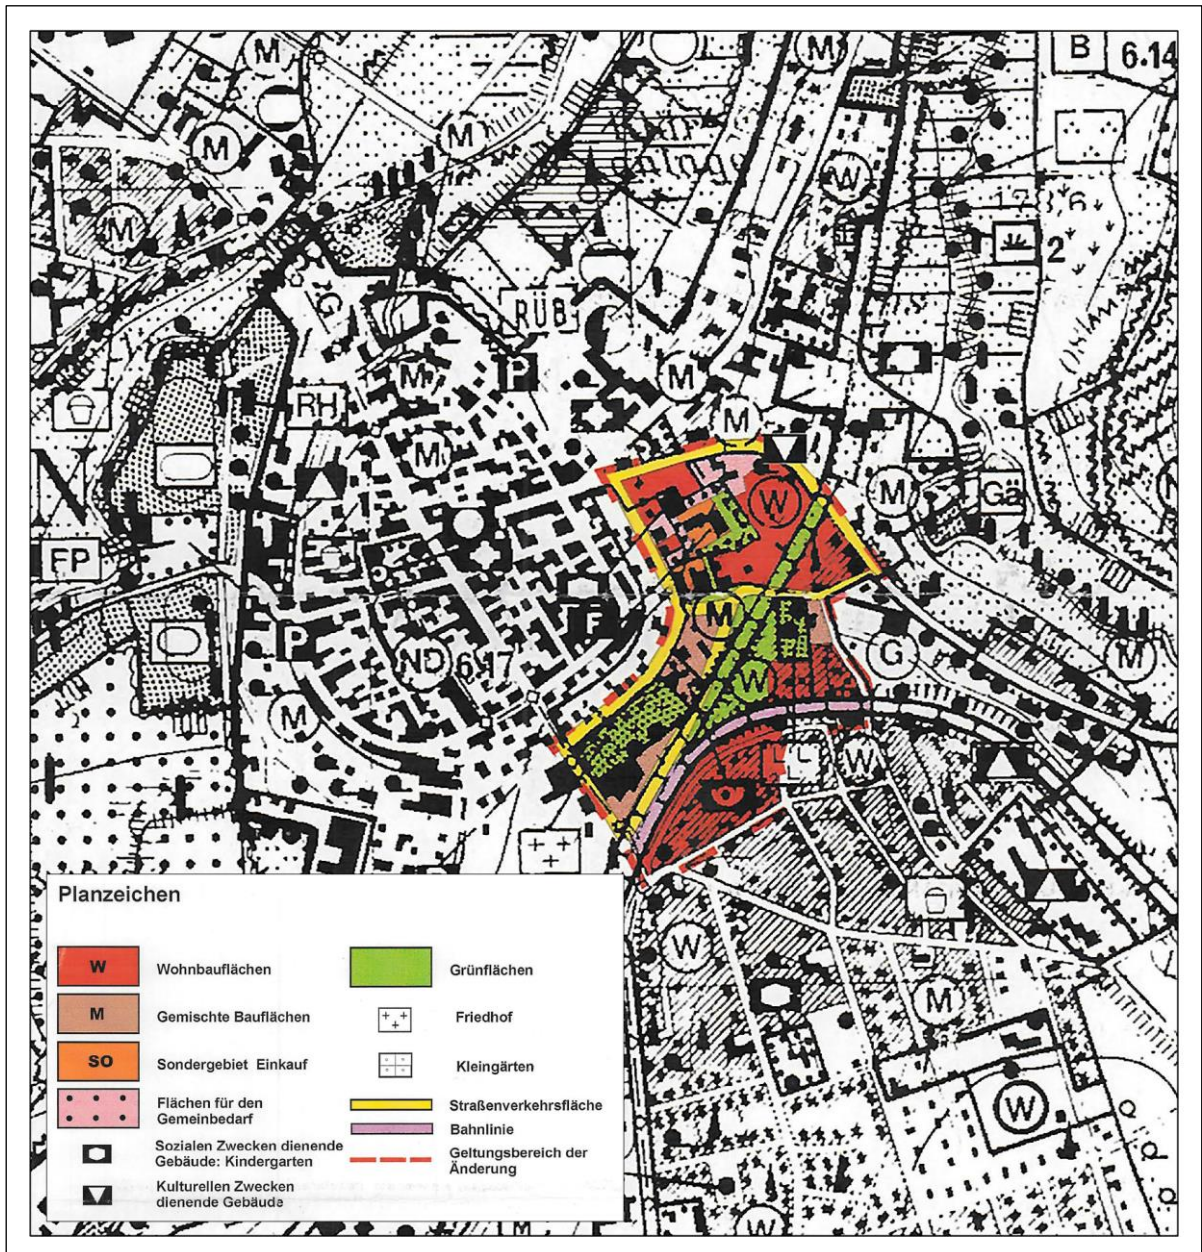 M
M
B 6.14
M
M
M
W
2
G
RÜB
M
P
M
RH
M
M
W
M
Gä
FP
F
M
G
M
P
ND 6.17
W
M
W
W
M
W
M
W
Planzeichen
W Wohnbauflächen
Grünflächen
M Gemischte Bauflächen
Friedhof
SO Sondergebiet Einkauf
Kleingärten
Flächen für den
Gemeinbedarf
Straßenverkehrsfläche
Bahnlinie
Sozialen Zwecken dienende
Gebäude: Kindergarten
Geltungsbereich der
Änderung
Kulturellen Zwecken
dienende Gebäude